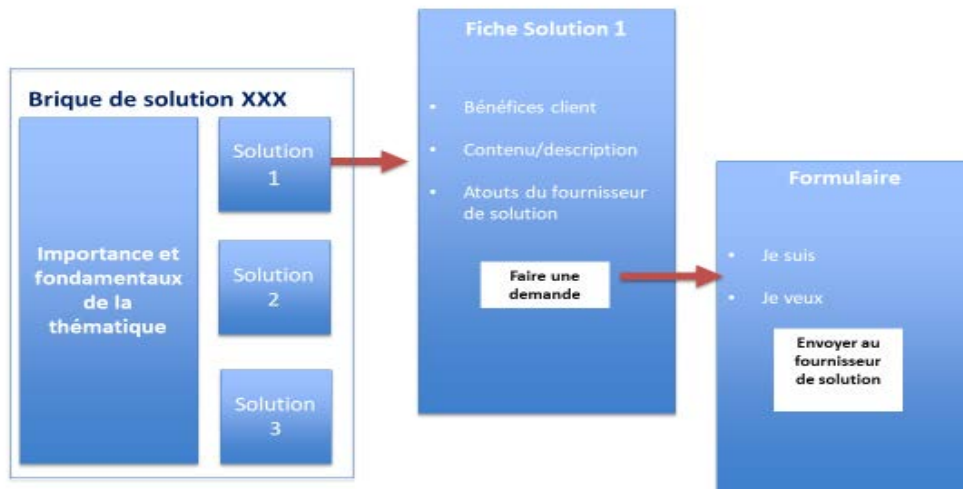 Brique de solution XXX
Importance et
fondamentaux
de la
thématique
Solution
1
Solution
2
Solution
3
Fiche Solution 1
• Bénéfices client
• Contenu/description
• Atouts du fournisseur
de solution
Faire une
demande
Formulaire
• Je suis
• Je veux
Envoyer au
fournisseur
de solution